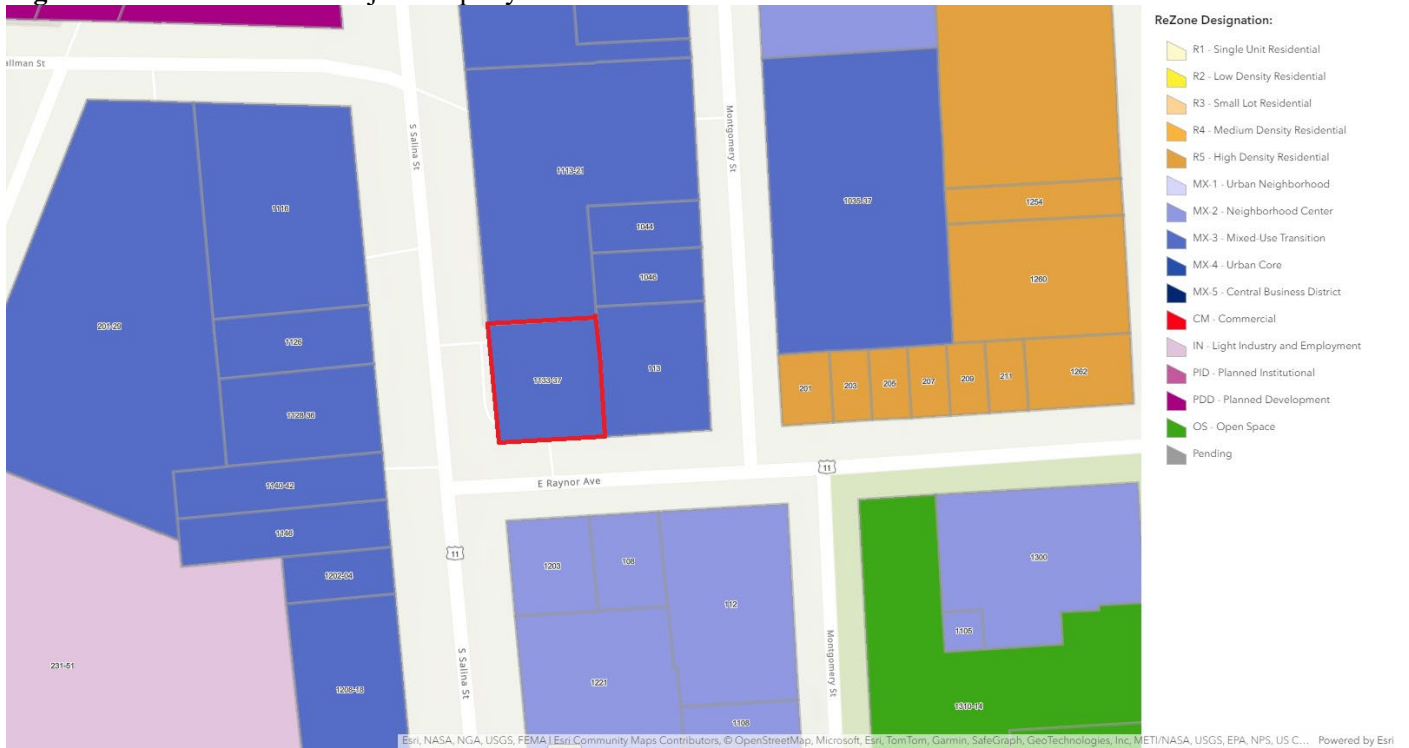 ReZone Designation:
R1 - Single Unit Residential
R2 - Low Density Residential
R3 - Small Lot Residential
R4 - Medium Density Residential
R5 - High Density Residential
MX-1 - Urban Neighborhood
MX-2 - Neighborhood Center
MX-3 - Mixed-Use Transition
MX-4 - Urban Core
MX-5 - Central Business District
CM - Commercial
IN - Light Industry and Employment
PID - Planned Institutional
PDD - Planned Development
OS - Open Space
Pending
allman St
S Salina St
Montgomery St
1113-21
1116
1044
1035-37
1254
1046
1260
201-29
1126
1133-37
113
1128-36
201
203
205
207
209
211
1262
11
E Raynor Ave
1140-42
1146
11
1203
108
1300
1202-04
112
1105
231-51
S Salina St
1221
Montgomery St
1206-18
1108
1310-14
Esri, NASA, NGA, USGS, FEMA | Esri Community Maps Contributors, © OpenStreetMap, Microsoft, Esri, TomTom, Garmin, SafeGraph, GeoTechnologies, Inc, METI/NASA, USGS, EPA, NPS, US C... Powered by Esri